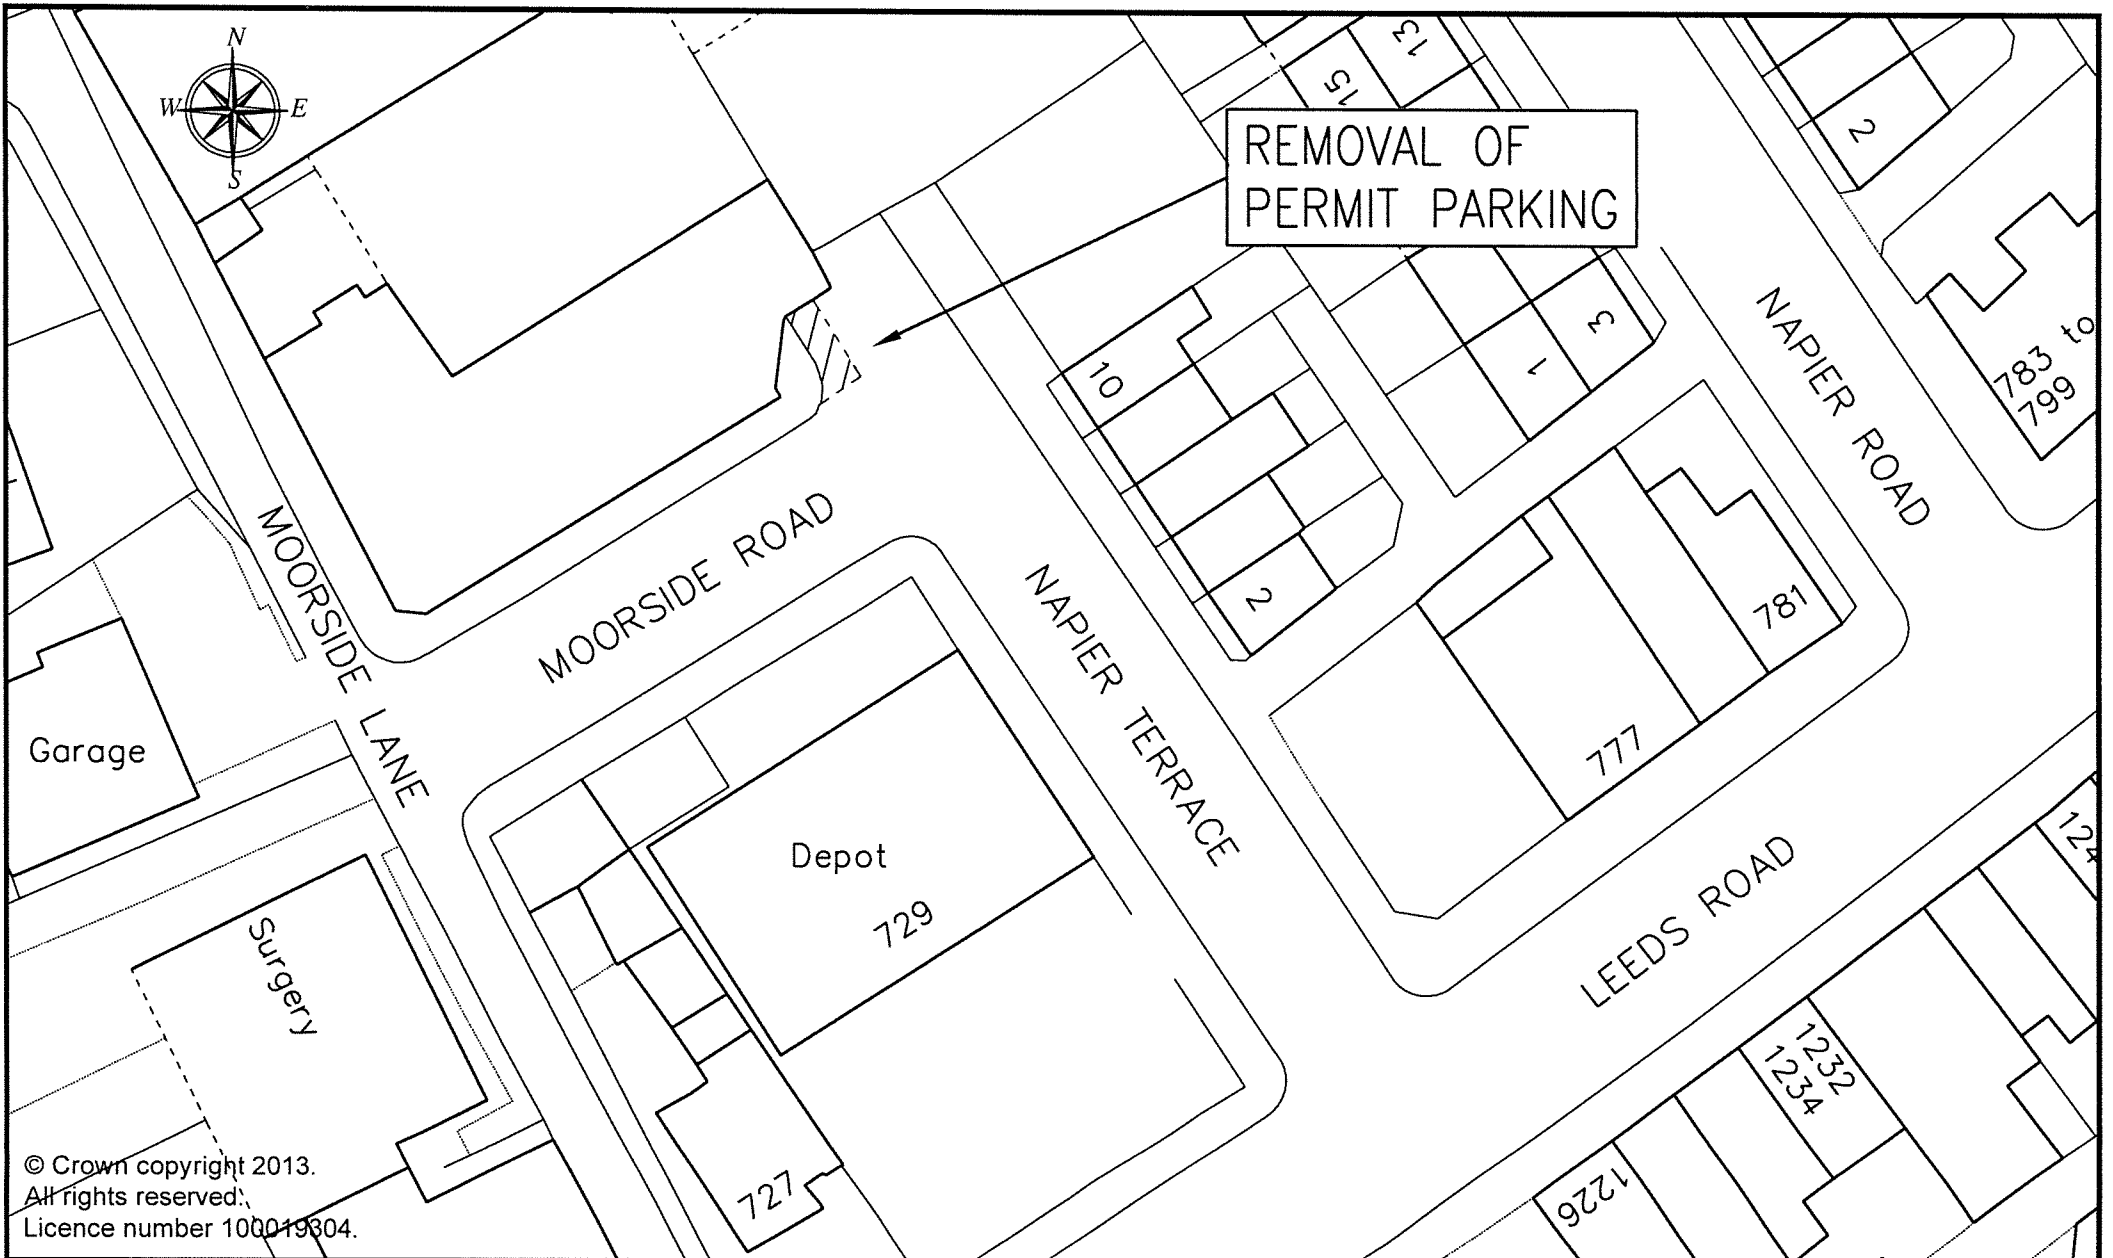 N
W E
S
13
15
REMOVAL OF
PERMIT PARKING
2
3
1
10
783 to
799
NAPIER ROAD
MOORSIDE ROAD
MOORSIDE LANE
NAPIER TERRACE
2
781
777
Garage
Depot
729
Surgery
LEEDS ROAD
124
1232
1234
1226
727
© Crown copyright 2013.
All rights reserved.
Licence number 100019304.